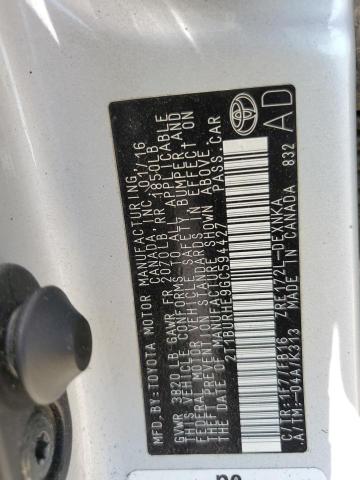 MFD.BY:TOYOTA MOTOR MANUFACTURING,
CANADA, INC. 01/16
GVWR 3820 LB GAWR FR 2070LB RR 1850LB
THIS VEHICLE CONFORMS TO ALL APPLICABLE
FEDERAL MOTOR VEHICLE SAFETY, BUMPER, AND
THEFT PREVENTION STANDARDS IN EFFECT ON
THE DATE OF MANUFACTURE SHOWN ABOVE.
2T1BURHE9GC594427 PASS. CAR
C/TR:1F7/FB16 ZRE172L-DEXNKA
A/TM:-04A/K313 MADE IN CANADA 832
AD